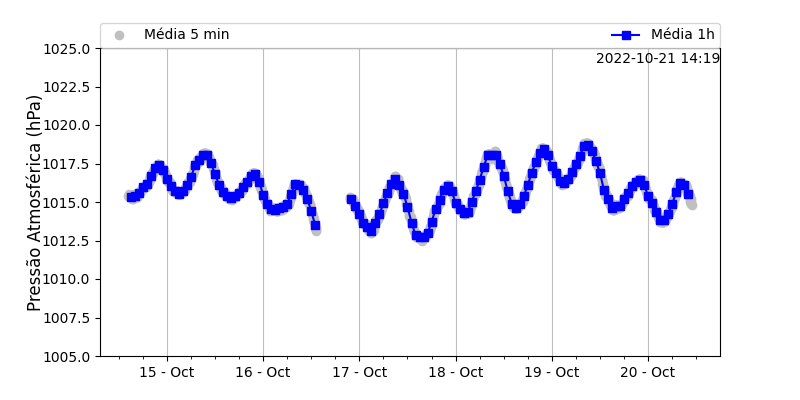 Média 5 min
Média 1h
2022-10-21 14:19
Pressão Atmosférica (hPa)
1025.0
1022.5
1020.0
1017.5
1015.0
1012.5
1010.0
1007.5
1005.0
15 - Oct
16 - Oct
17 - Oct
18 - Oct
19 - Oct
20 - Oct